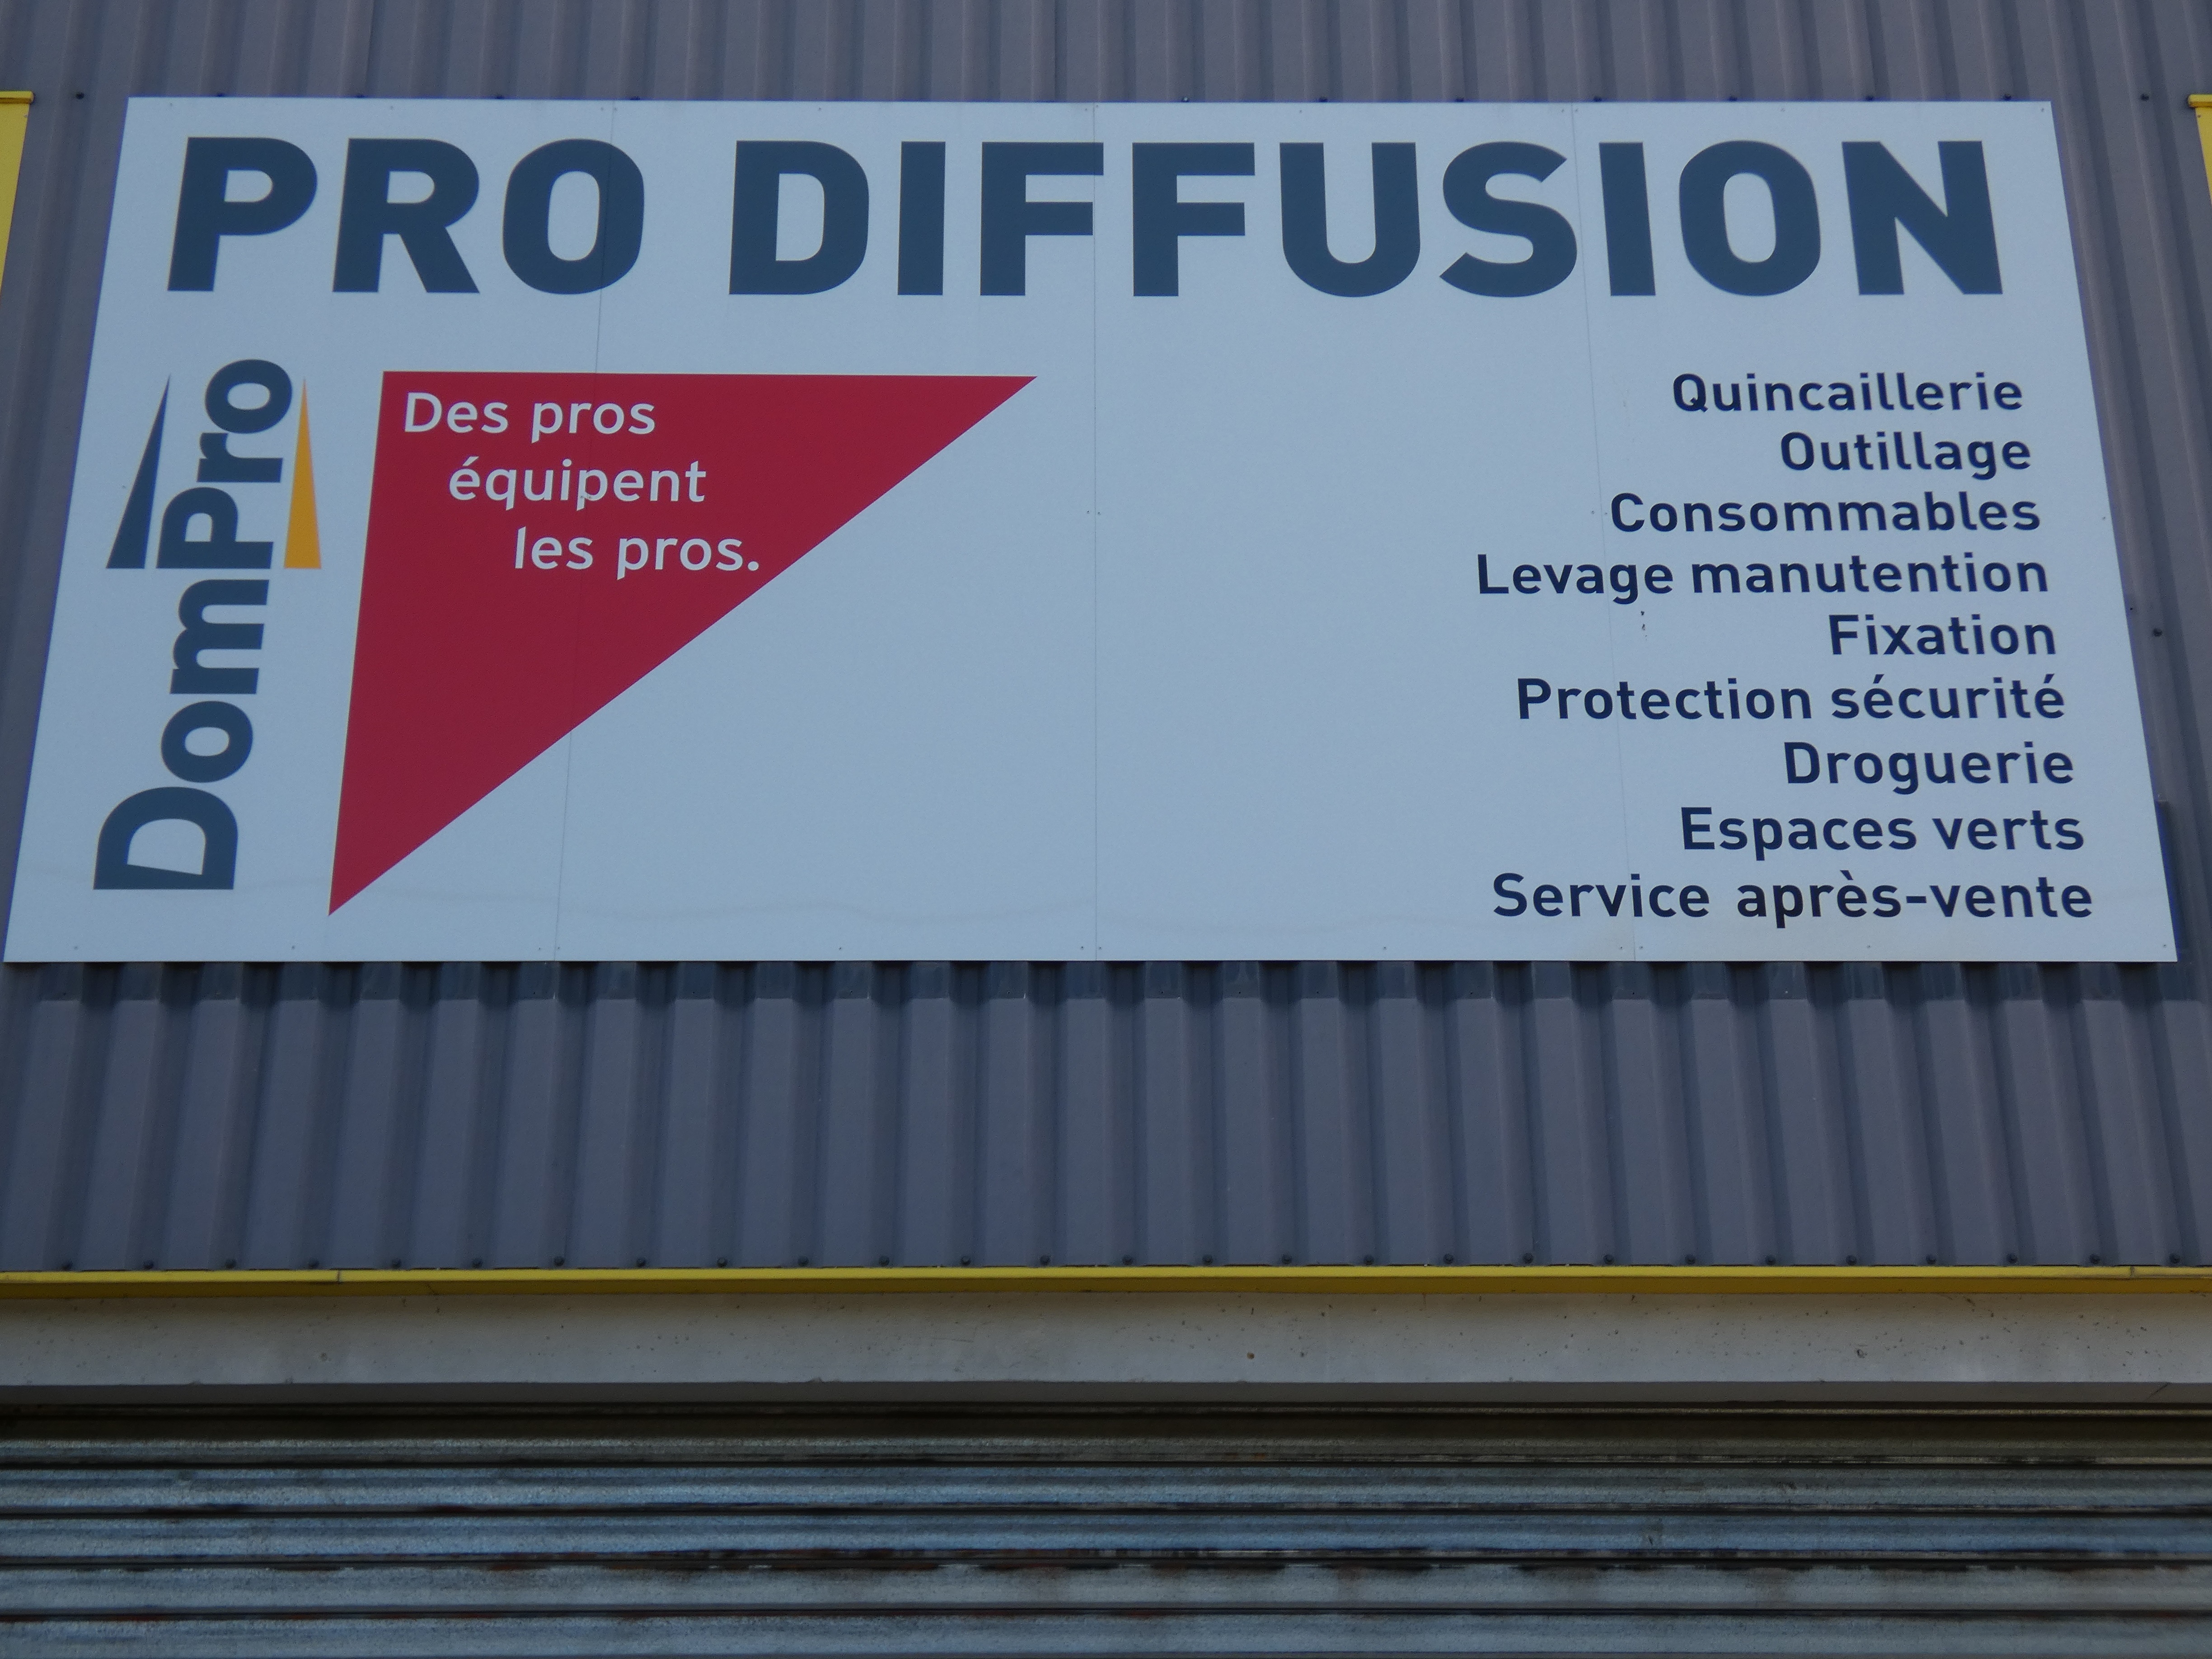 PRO DIFFUSION
DomPro
Des pros
équipent
les pros.
Quincaillerie
Outillage
Consommables
Levage manutention
Fixation
Protection sécurité
Droguerie
Espaces verts
Service après-vente